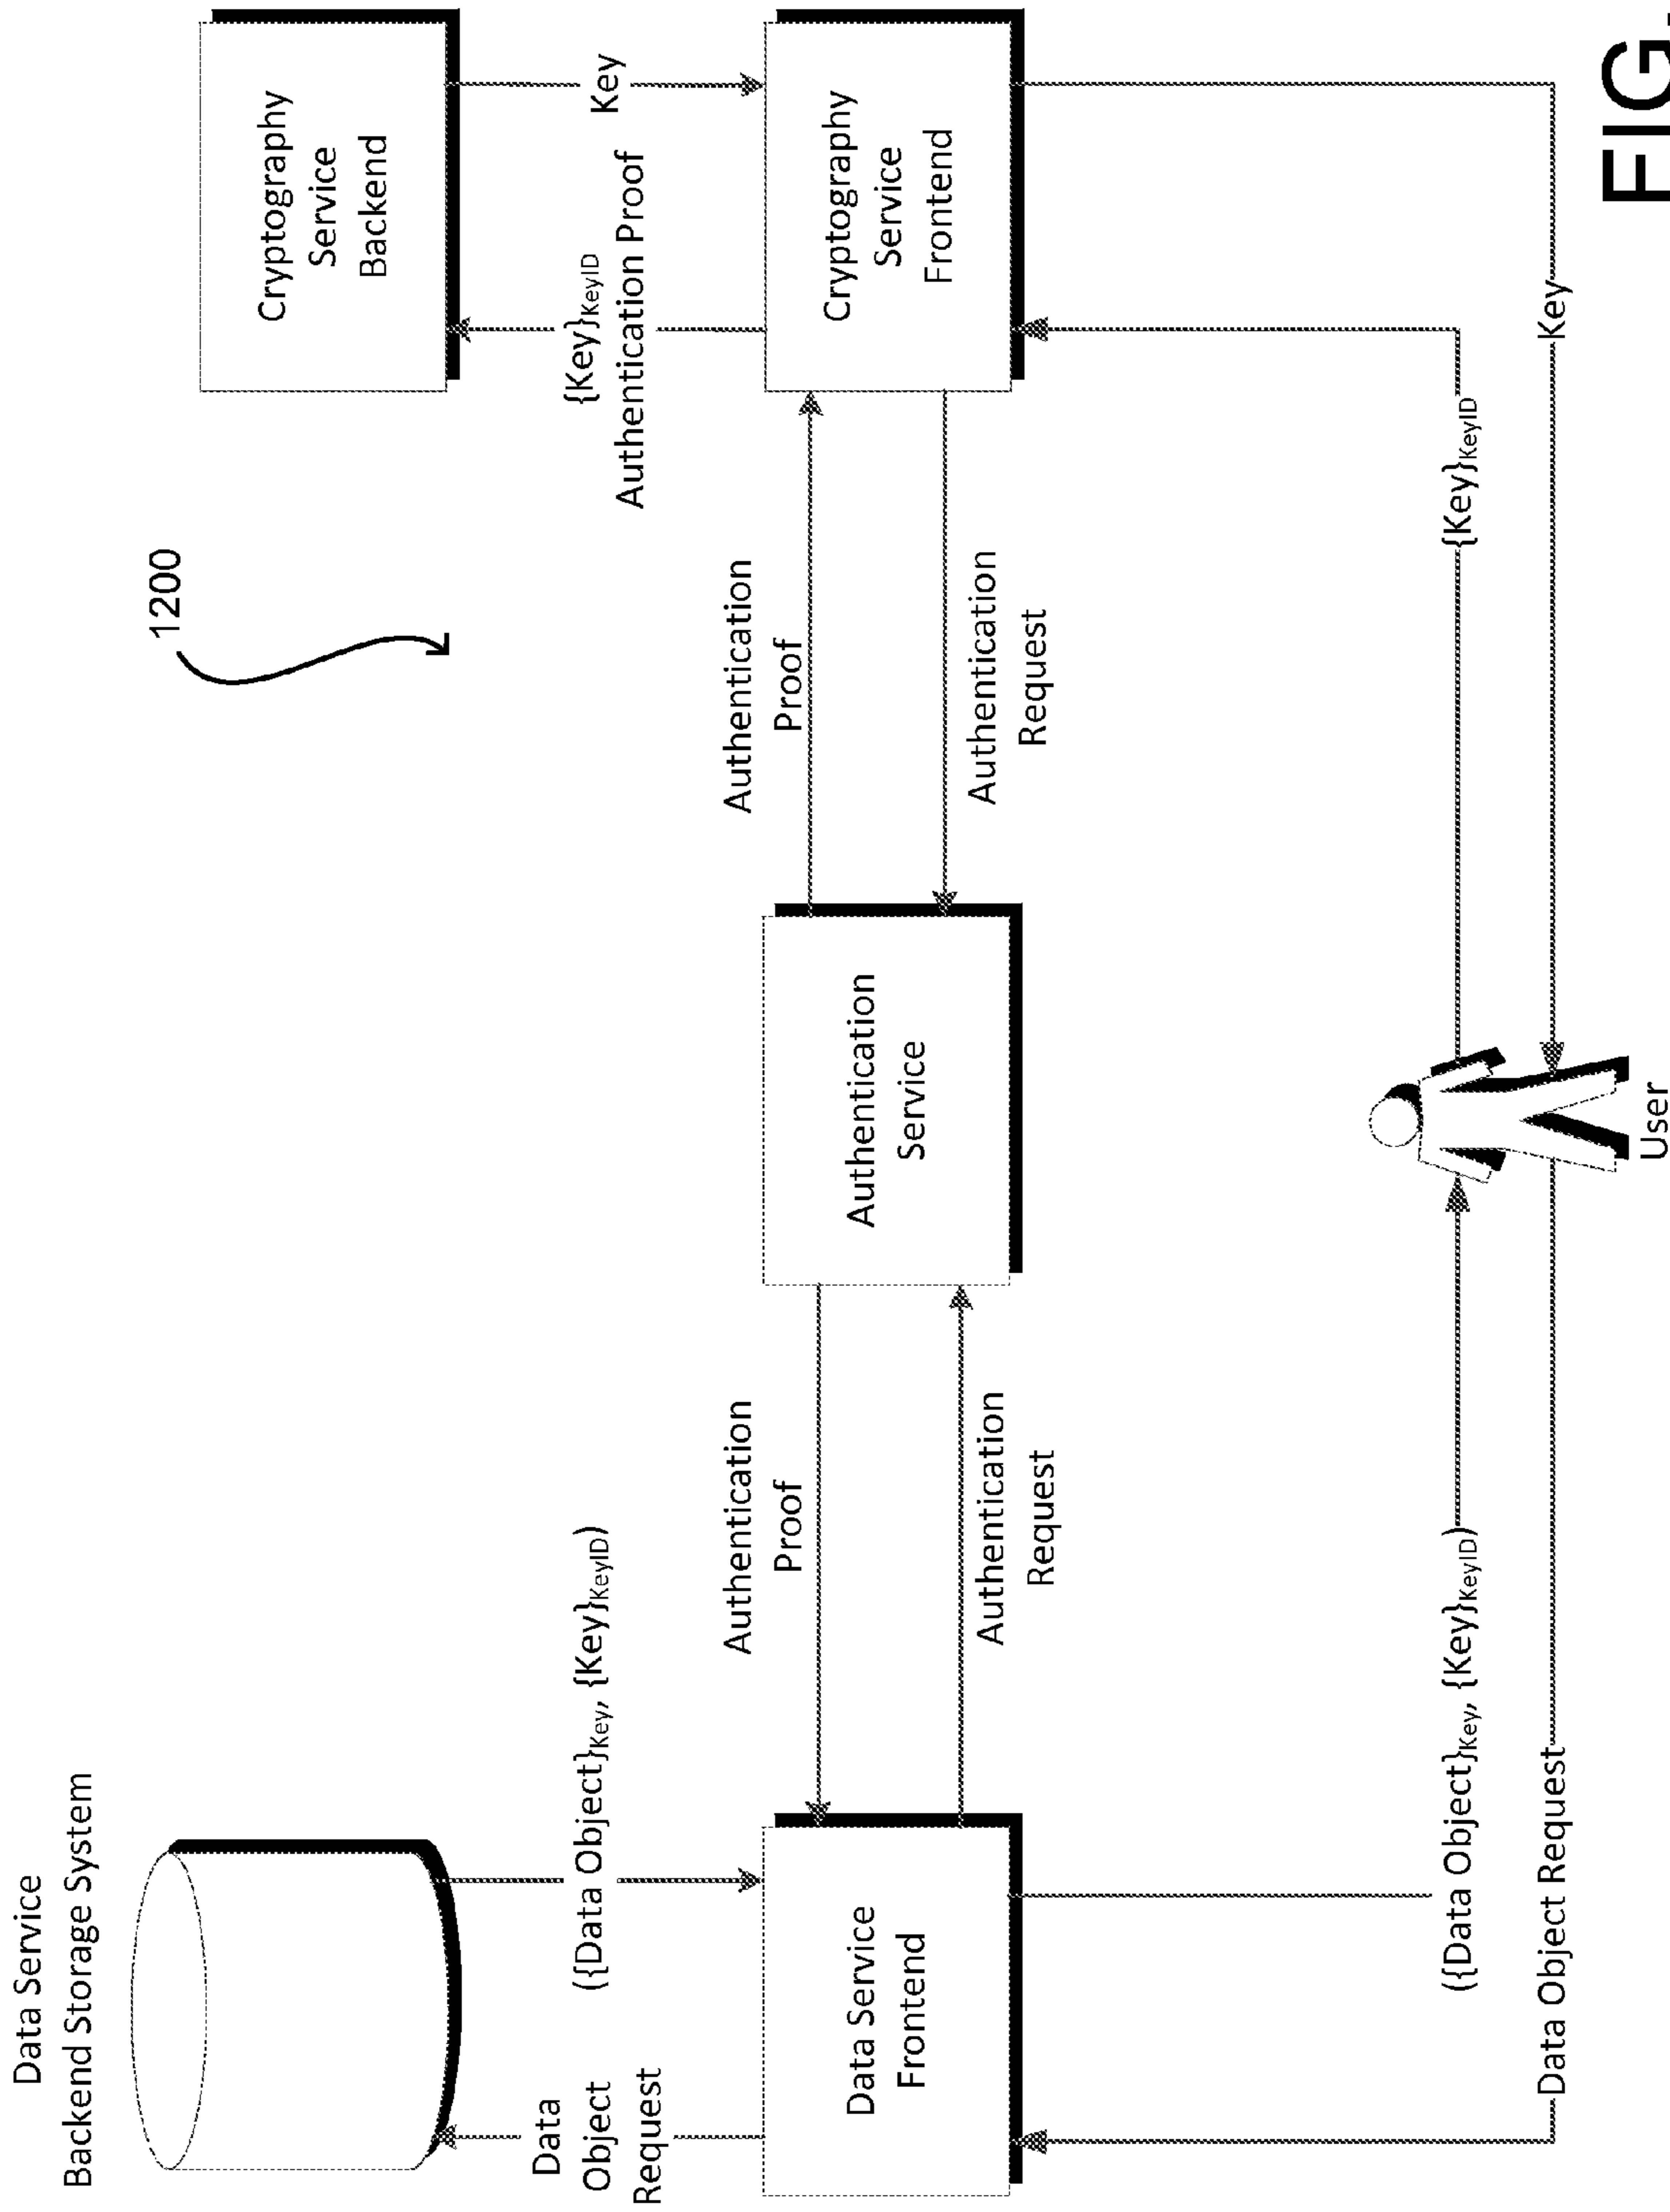 1200
Data Service
Backend Storage System
Cryptography
Service
Backend
Data
Object
Request
({Data Object}Key, {Key}KeyID)
{Key}KeyID
Authentication Proof
Key
Data Service
Frontend
Authentication
Proof
Authentication
Request
Authentication
Service
Authentication
Proof
Authentication
Request
Cryptography
Service
Frontend
({Data Object}Key, {Key}KeyID)
{Key}KeyID
Data Object Request
Key
User
FIG.